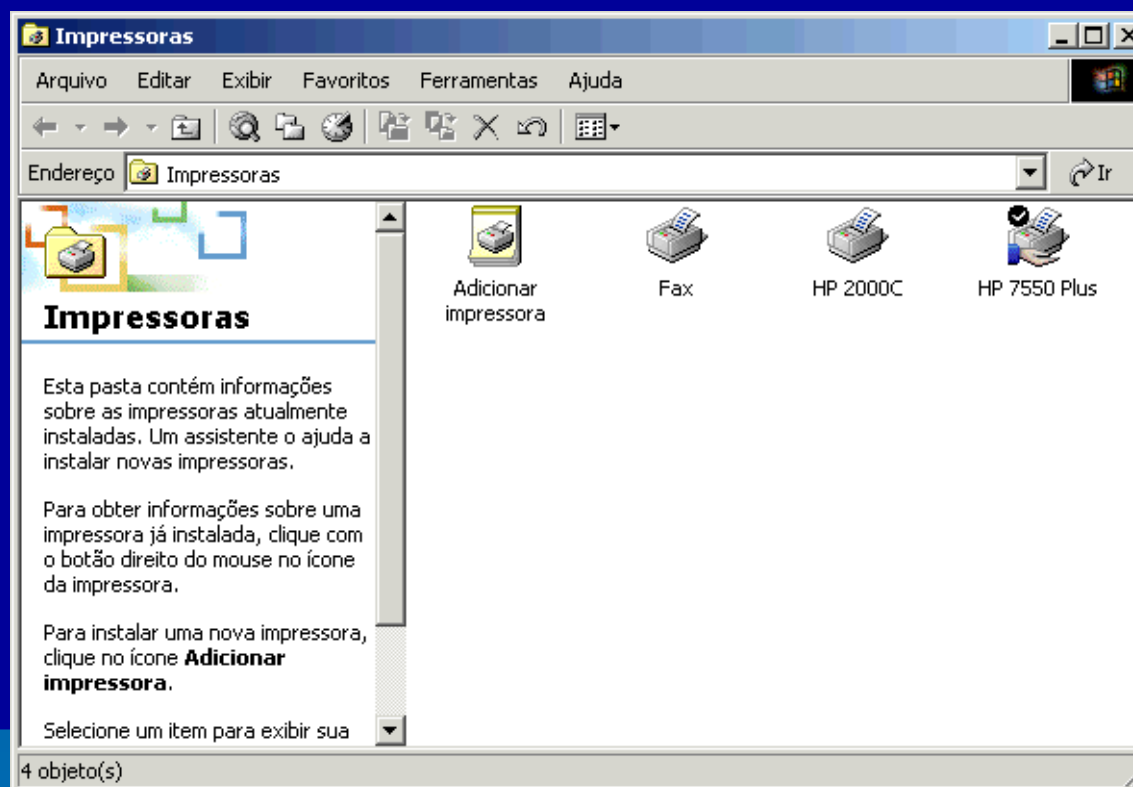 Impressoras
Arquivo Editar Exibir Favoritos Ferramentas Ajuda
Endereço Impressoras Ir
Impressoras
Esta pasta contém informações
sobre as impressoras atualmente
instaladas. Um assistente o ajuda a
instalar novas impressoras.
Para obter informações sobre uma
impressora já instalada, clique com
o botão direito do mouse no ícone
da impressora.
Para instalar uma nova impressora,
clique no ícone Adicionar
impressora.
Selecione um item para exibir sua
Adicionar
impressora
Fax
HP 2000C
HP 7550 Plus
4 objeto(s)